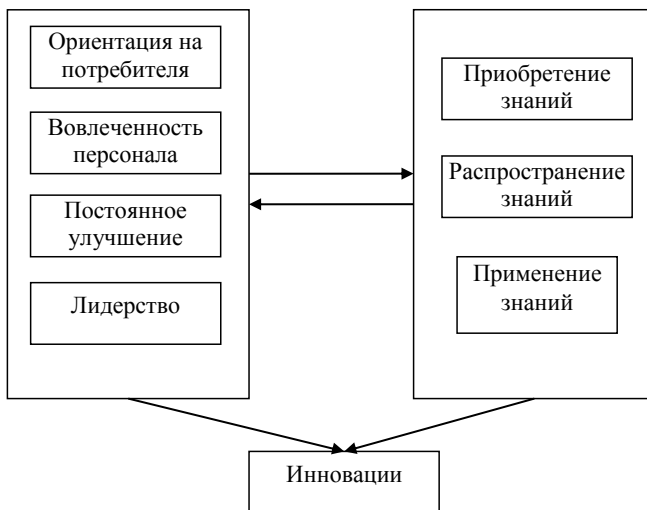 Ориентация на
потребителя
Вовлеченность
персонала
Постоянное
улучшение
Лидерство
Приобретение
знаний
Распространение
знаний
Применение
знаний
Инновации